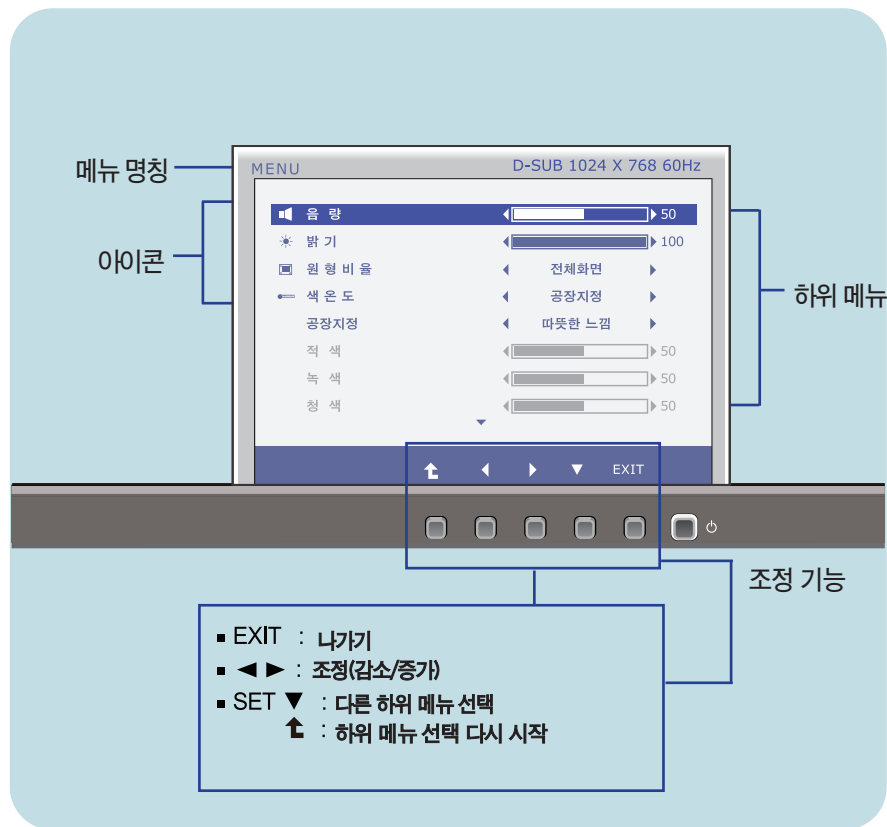 메뉴 명칭
아이콘
하위 메뉴
조정 기능
MENU D-SUB 1024 X 768 60Hz
음 량 50
밝 기 100
원 형 비 율 전체화면
색 온 도 공장지정
공장지정 따뜻한 느낌
적 색 50
녹 색 50
청 색 50
EXIT
■ EXIT : 나가기
■ ◀ ▶ : 조정(감소/증가)
■ SET ▼ : 다른 하위 메뉴 선택
: 하위 메뉴 선택 다시 시작